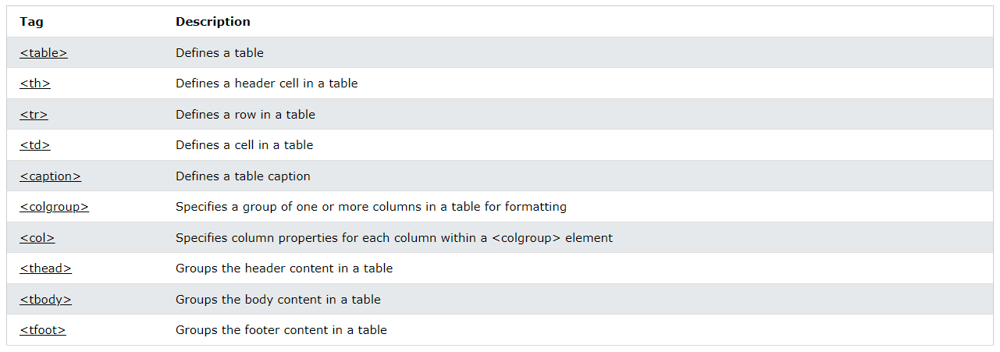 Tag Description
<table> Defines a table
<th> Defines a header cell in a table
<tr> Defines a row in a table
<td> Defines a cell in a table
<caption> Defines a table caption
<colgroup> Specifies a group of one or more columns in a table for formatting
<col> Specifies column properties for each column within a <colgroup> element
<thead> Groups the header content in a table
<tbody> Groups the body content in a table
<tfoot> Groups the footer content in a table